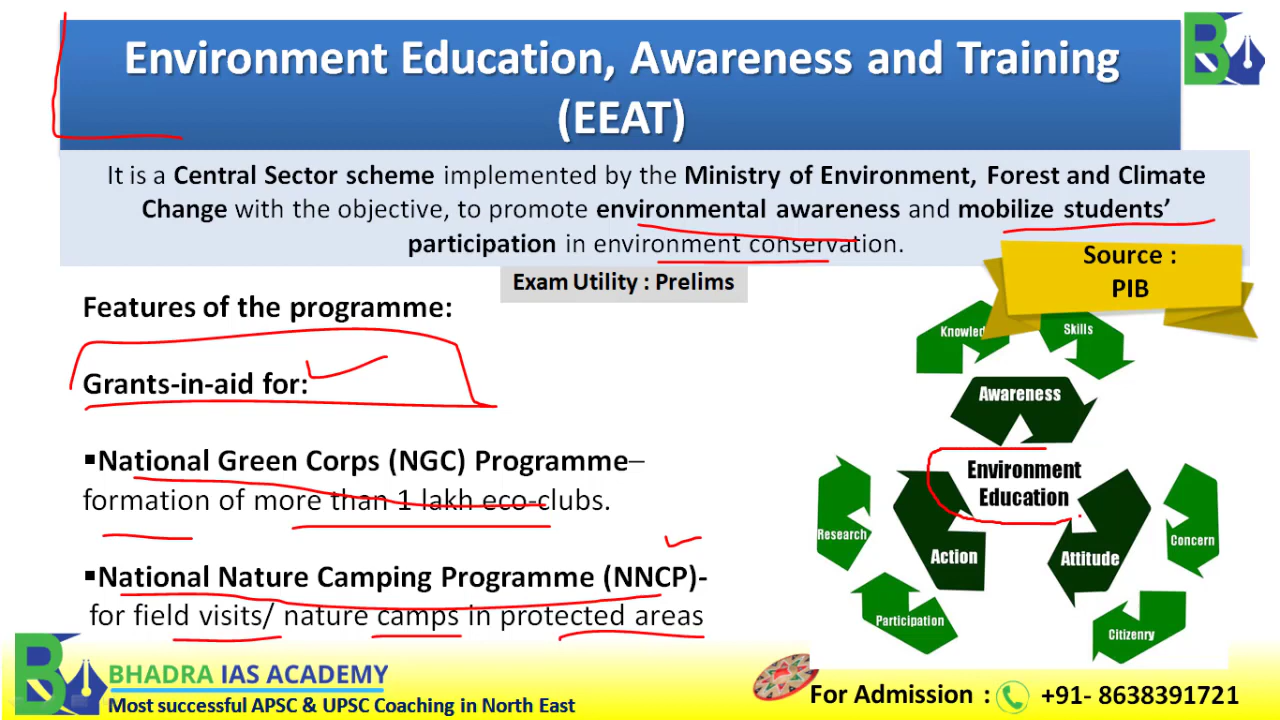 Environment Education, Awareness and Training
(EEAT)
It is a Central Sector scheme implemented by the Ministry of Environment, Forest and Climate
Change with the objective, to promote environmental awareness and mobilize students’
participation in environment conservation.
Exam Utility : Prelims
Source :
PIB
Features of the programme:
Grants-in-aid for:
▪National Green Corps (NGC) Programme–
formation of more than 1 lakh eco-clubs.
▪National Nature Camping Programme (NNCP)-
for field visits/ nature camps in protected areas
Skills
Awareness
Environment
Education
Research
Action
Attitude
Concern
Participation
Citizenry
BHADRA IAS ACADEMY
Most successful APSC & UPSC Coaching in North East
For Admission : +91- 8638391721